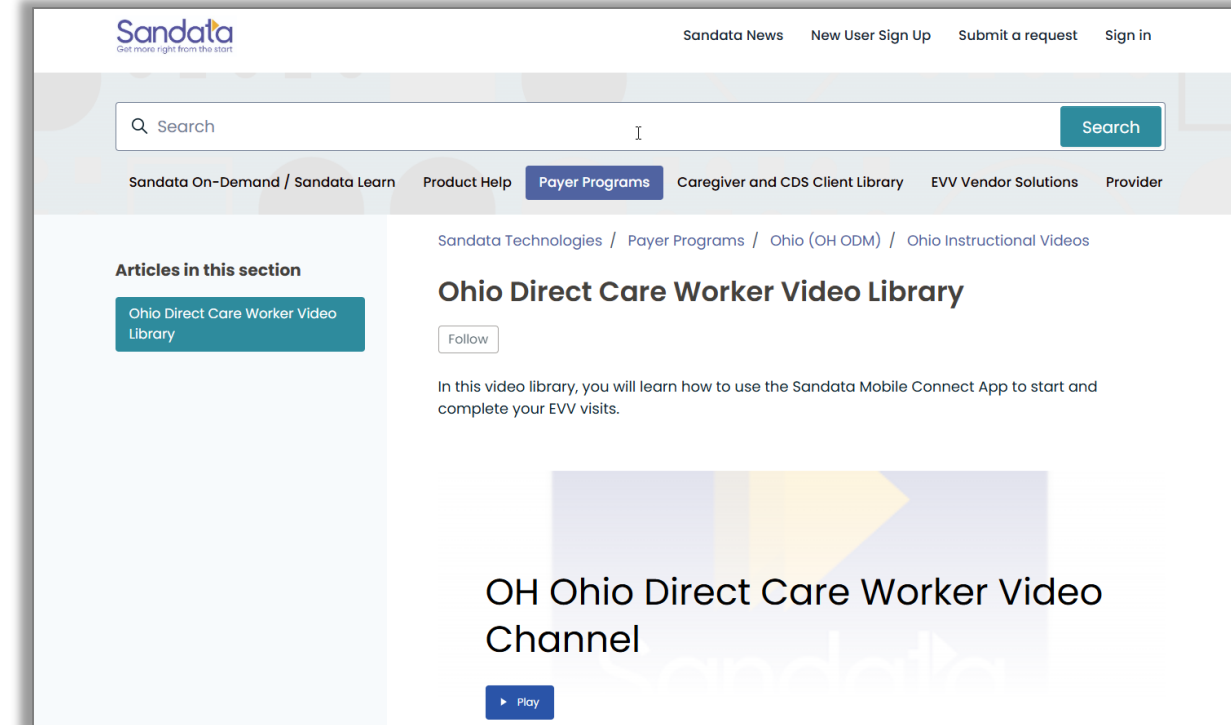 Sandata
Get more right from the start
Sandata News New User Sign Up Submit a request Sign in
Search
Search
Sandata On-Demand / Sandata Learn Product Help Payer Programs Caregiver and CDS Client Library EVV Vendor Solutions Provider
Sandata Technologies / Payer Programs / Ohio (OH ODM) / Ohio Instructional Videos
Articles in this section
Ohio Direct Care Worker Video
Library
Ohio Direct Care Worker Video Library
Follow
In this video library, you will learn how to use the Sandata Mobile Connect App to start and
complete your EVV visits.
OH Ohio Direct Care Worker Video
Channel
Sandata
Play